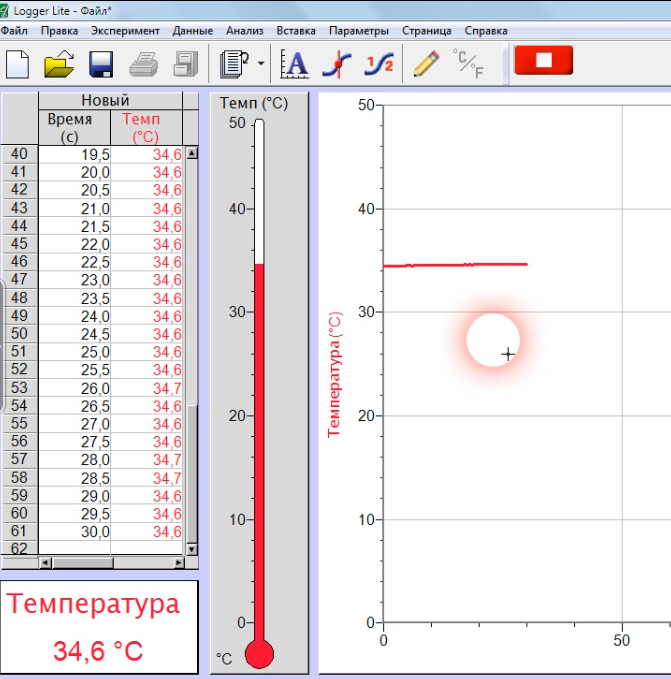 Logger Lite - Файл*
Файл Правка Эксперимент Данные Анализ Вставка Параметры Страница Справка
A 1/2 °C/°F
Новый
Время Темп
(с) (°C)
40 19,5 34,6
41 20,0 34,6
42 20,5 34,6
43 21,0 34,6
44 21,5 34,6
45 22,0 34,6
46 22,5 34,6
47 23,0 34,6
48 23,5 34,6
49 24,0 34,6
50 24,5 34,6
51 25,0 34,6
52 25,5 34,6
53 26,0 34,7
54 26,5 34,6
55 27,0 34,6
56 27,5 34,6
57 28,0 34,7
58 28,5 34,7
59 29,0 34,6
60 29,5 34,6
61 30,0 34,6
62
Температура
34,6 °C
Темп (°C)
50
40
30
20
10
0
°C
Температура (°C)
50
40
30
20
10
0
0 50